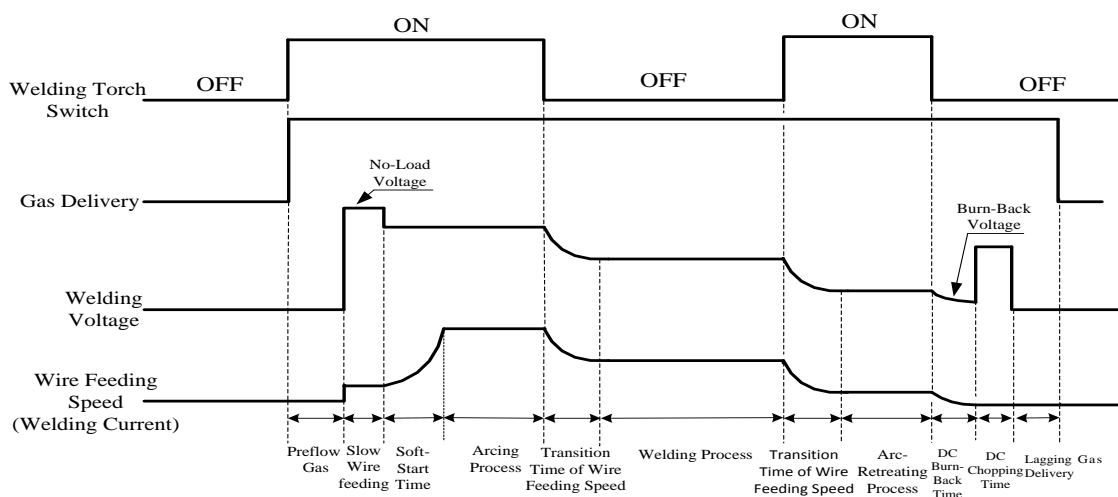 ON
ON
OFF
OFF
OFF
Welding Torch
Switch
No-Load
Voltage
Gas Delivery
Burn-Back
Voltage
Welding
Voltage
Wire Feeding
Speed
(Welding Current)
Preflow
Gas
Slow
Wire
feeding
Soft-
Start
Time
Arcing
Process
Transition
Time of Wire
Feeding Speed
Welding Process
Transition
Time of Wire
Feeding Speed
Arc-
Retreating
Process
DC
Burn-
Back
Time
DC
Chopping
Time
Lagging Gas
Delivery